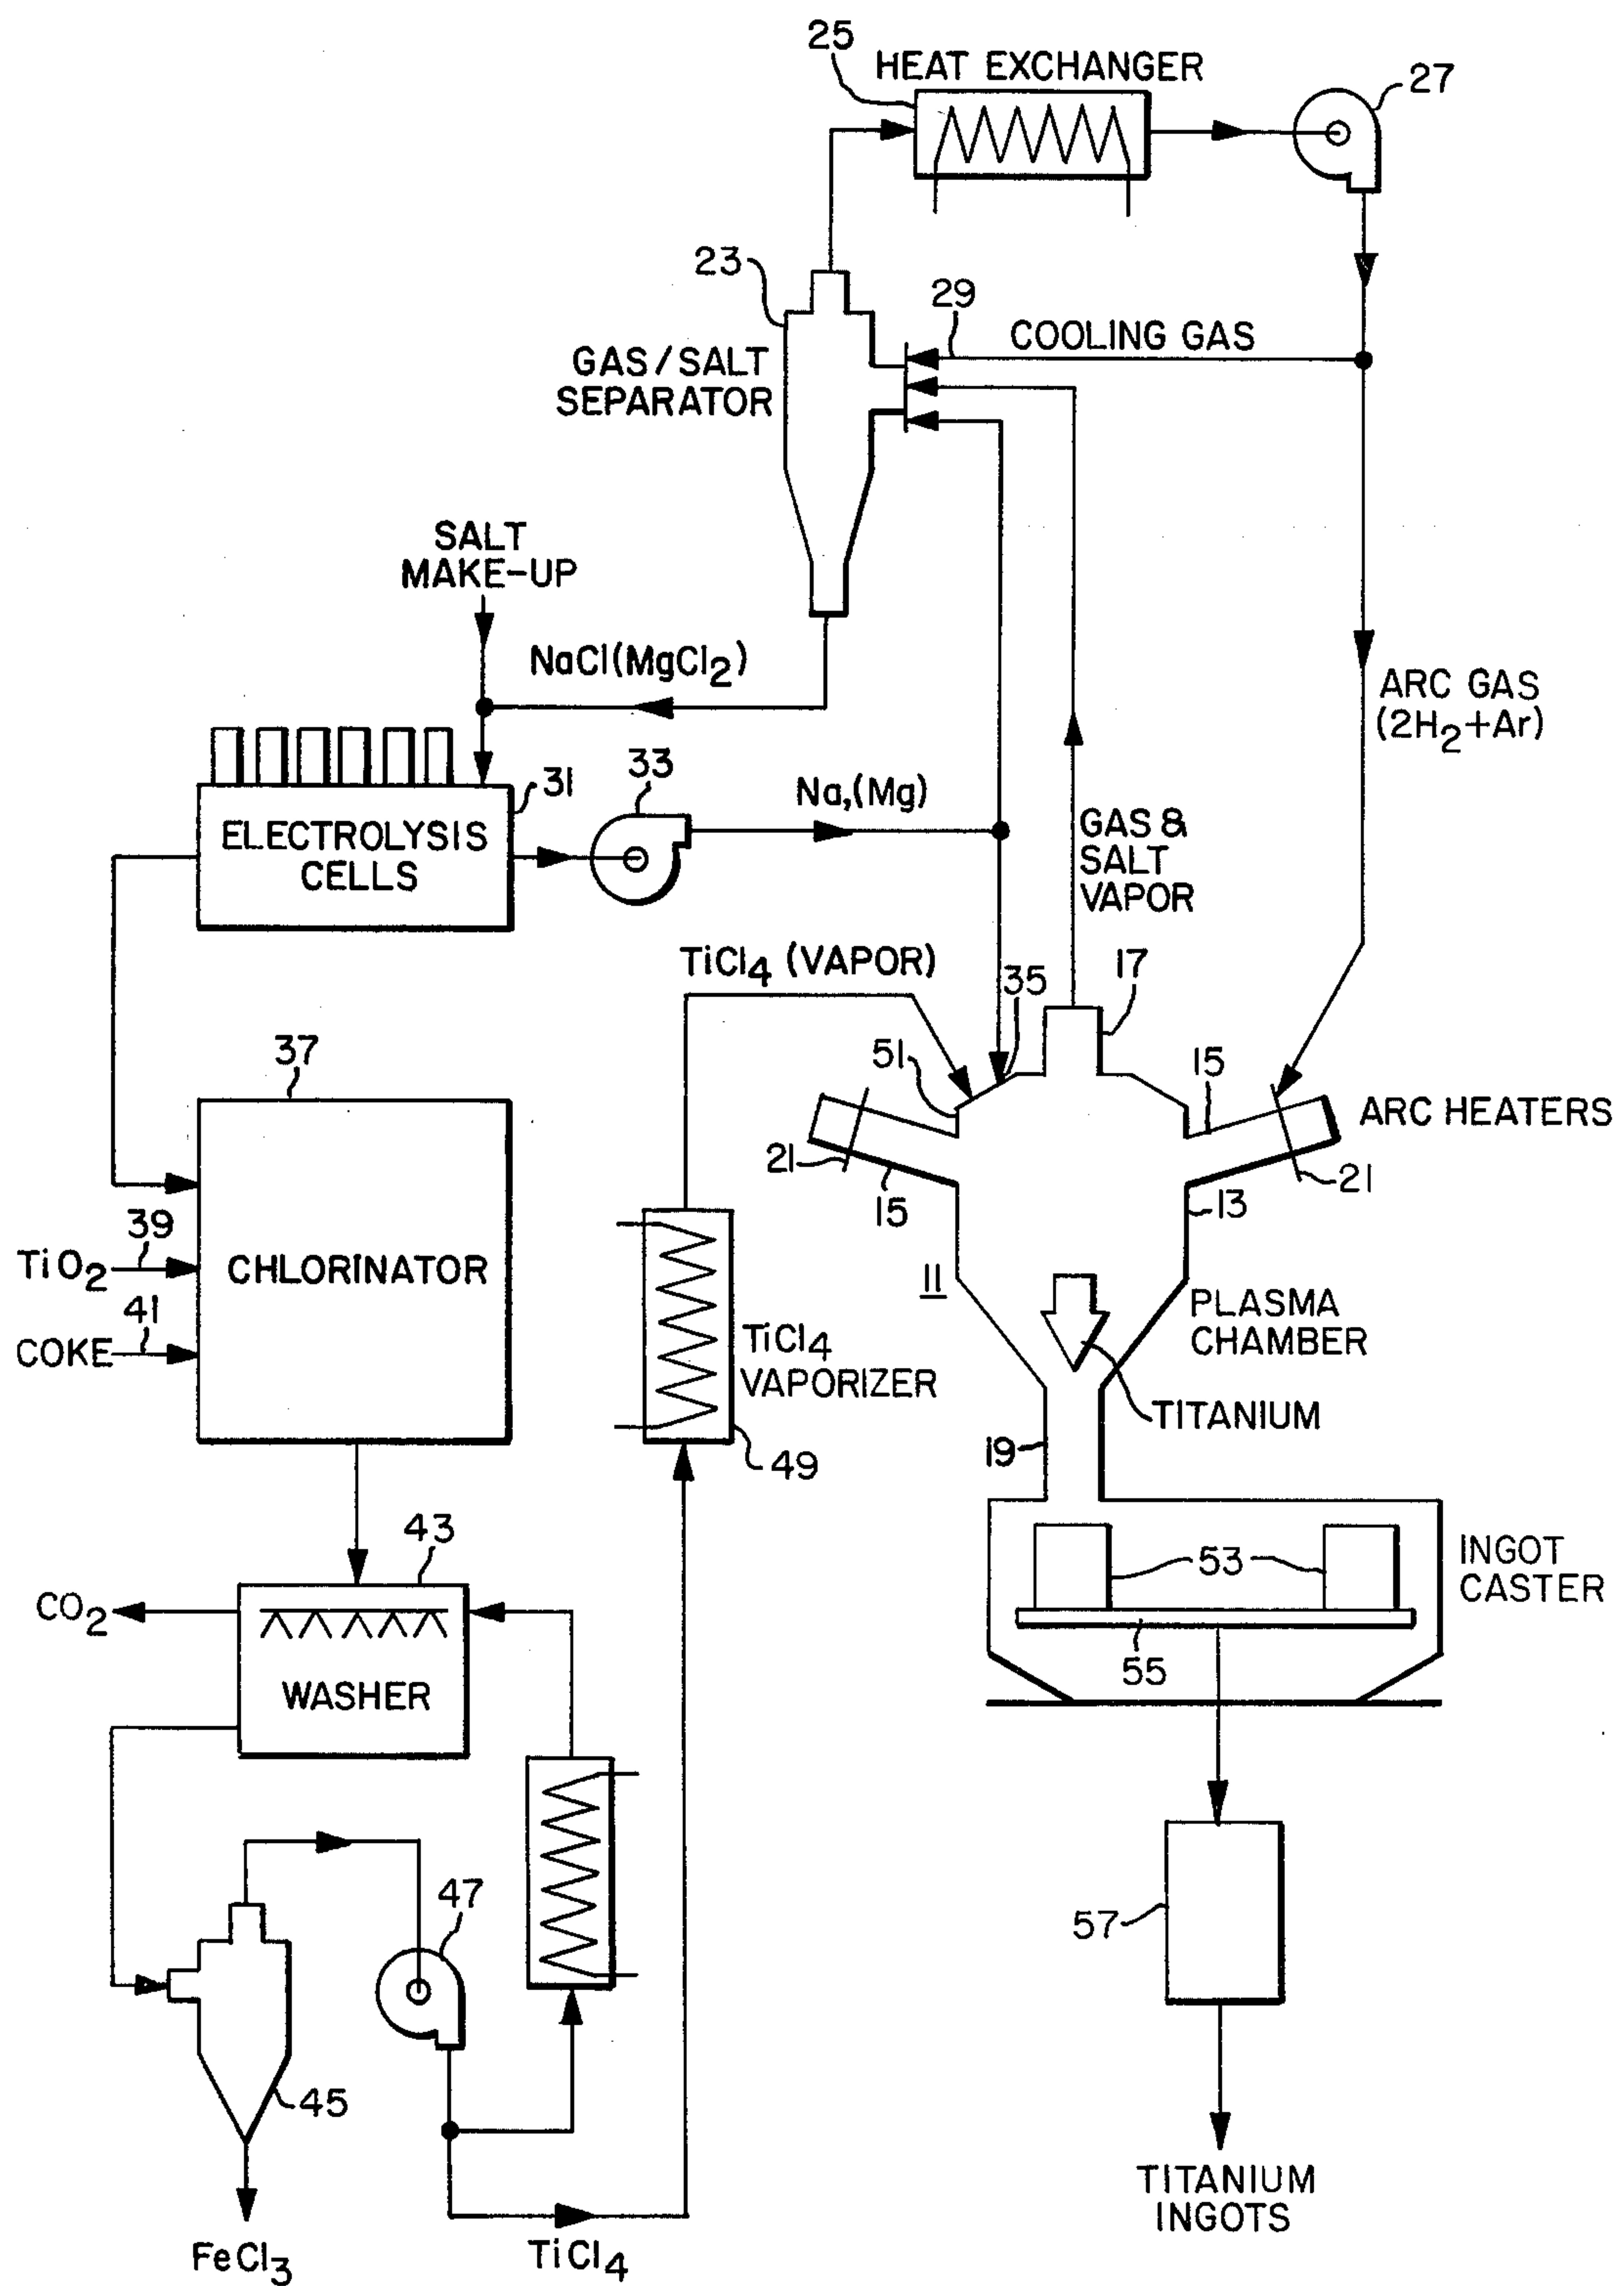 25
HEAT EXCHANGER
27
23
29
COOLING GAS
GAS/SALT
SEPARATOR
SALT
MAKE-UP
NaCl(MgCl2)
ARC GAS
(2H2+Ar)
31
33
Na,(Mg)
ELECTROLYSIS
CELLS
GAS &
SALT
VAPOR
TiCl4 (VAPOR)
35
17
37
51
15
ARC HEATERS
21
15
21
13
39
TiO2
CHLORINATOR
11
41
COKE
PLASMA
CHAMBER
TiCl4
VAPORIZER
TITANIUM
19
49
43
53
INGOT
CASTER
CO2
55
WASHER
47
57
45
TITANIUM
INGOTS
FeCl3
TiCl4